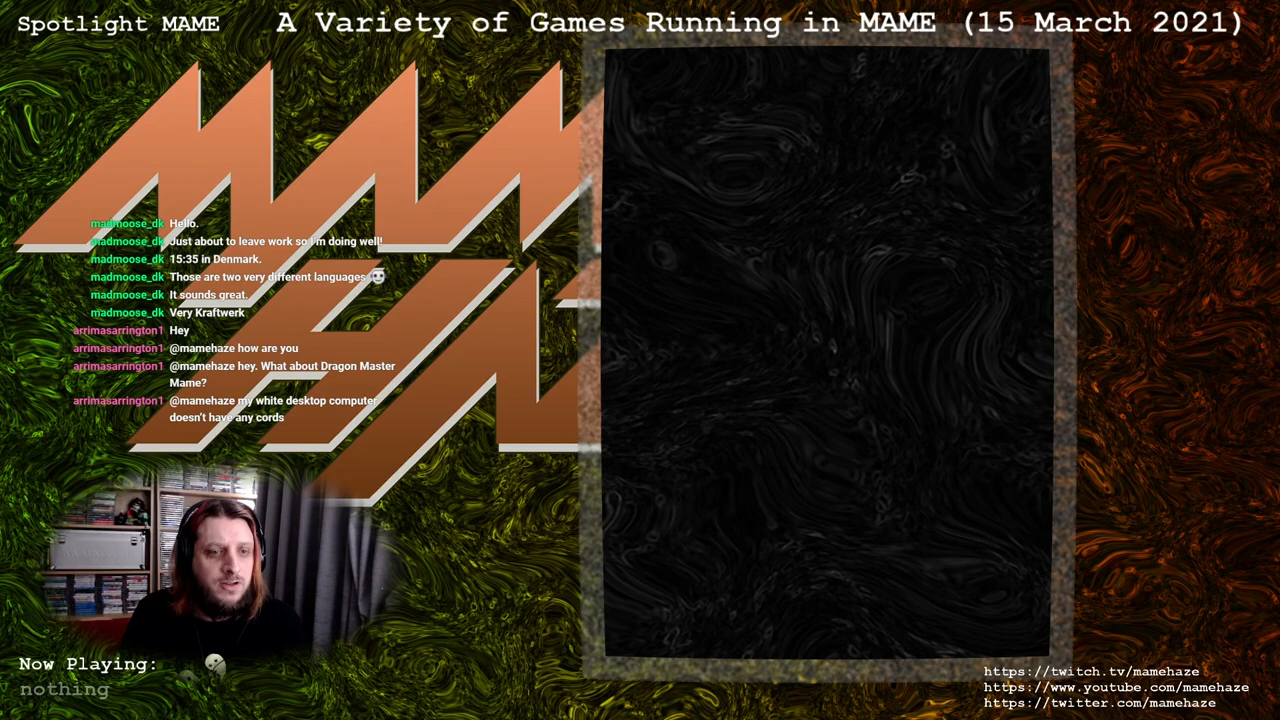 Spotlight MAME
A Variety of Games Running in MAME (15 March 2021)
madmoose_dk Hello.
madmoose_dk Just about to leave work so I'm doing well!
madmoose_dk 15:35 in Denmark.
madmoose_dk Those are two very different languages
madmoose_dk It sounds great.
madmoose_dk Very Kraftwerk
arrimasarrington1 Hey
arrimasarrington1 @mamehaze how are you
arrimasarrington1 @mamehaze hey. What about Dragon Master
Mame?
arrimasarrington1 @mamehaze my white desktop computer
doesn't have any cords
Now Playing:
nothing
https://twitch.tv/mamehaze
https://www.youtube.com/mamehaze
https://twitter.com/mamehaze